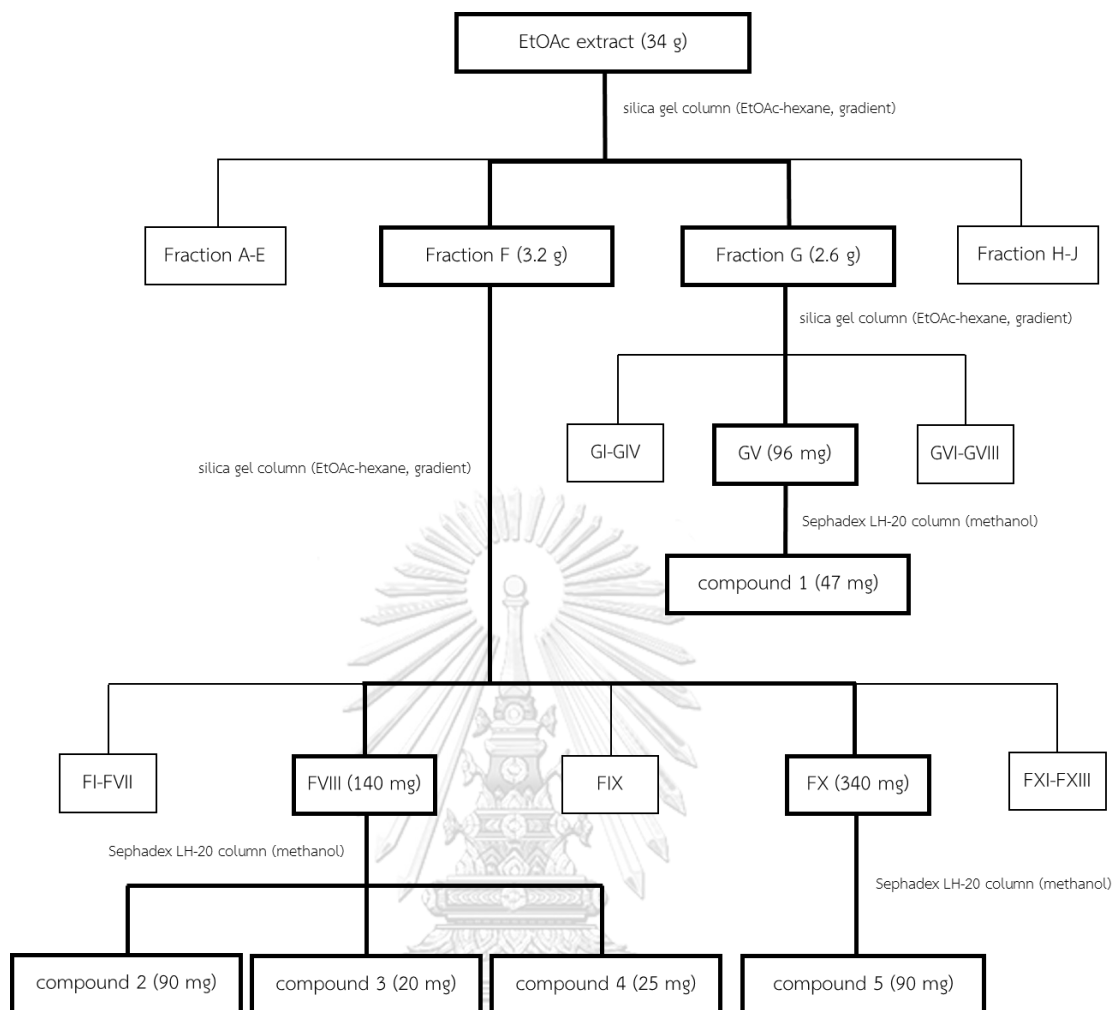 EtOAc extract (34 g)
silica gel column (EtOAc-hexane, gradient)
Fraction A-E
Fraction F (3.2 g)
Fraction G (2.6 g)
Fraction H-J
silica gel column (EtOAc-hexane, gradient)
GI-GIV
GV (96 mg)
GVI-GVIII
silica gel column (EtOAc-hexane, gradient)
Sephadex LH-20 column (methanol)
compound 1 (47 mg)
FI-FVII
FVIII (140 mg)
FIX
FX (340 mg)
FXI-FXIII
Sephadex LH-20 column (methanol)
Sephadex LH-20 column (methanol)
compound 2 (90 mg)
compound 3 (20 mg)
compound 4 (25 mg)
compound 5 (90 mg)